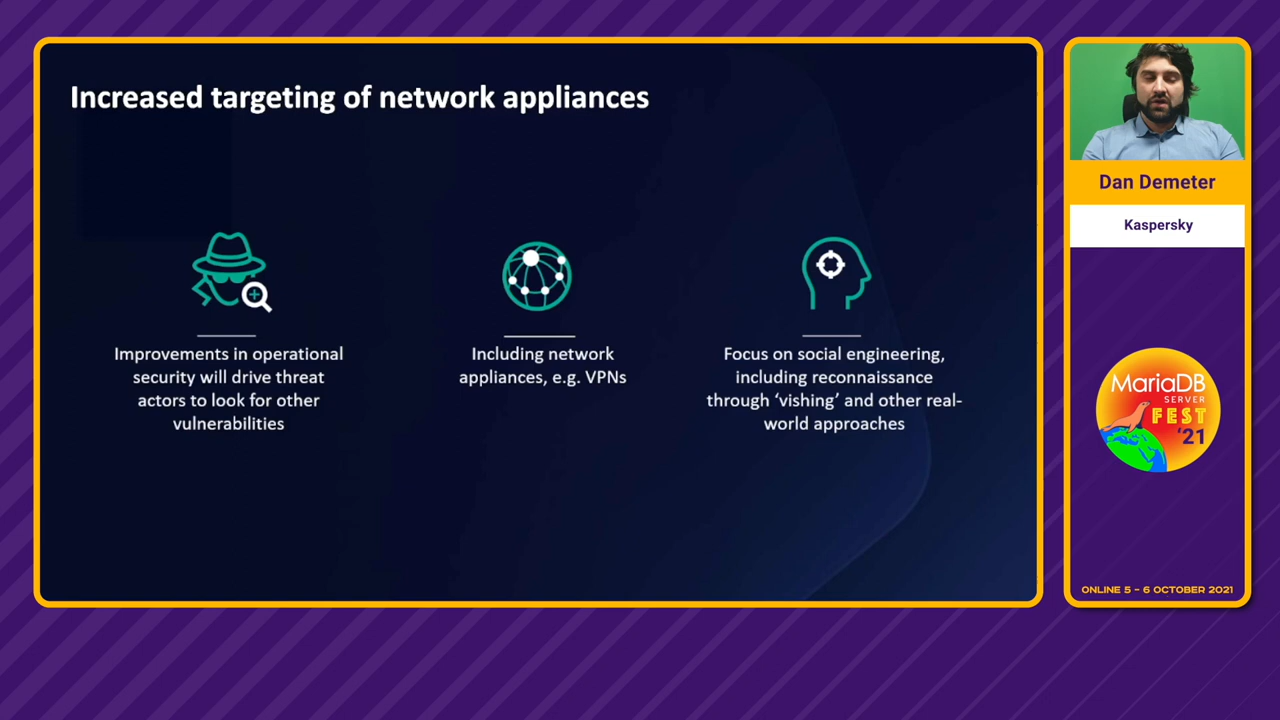 Increased targeting of network appliances
Improvements in operational
security will drive threat
actors to look for other
vulnerabilities
Including network
appliances, e.g. VPNs
Focus on social engineering,
including reconnaissance
through ‘vishing’ and other real-
world approaches
Dan Demeter
Kaspersky
MariaDB
SERVER
FEST
'21
ONLINE 5 – 6 OCTOBER 2021